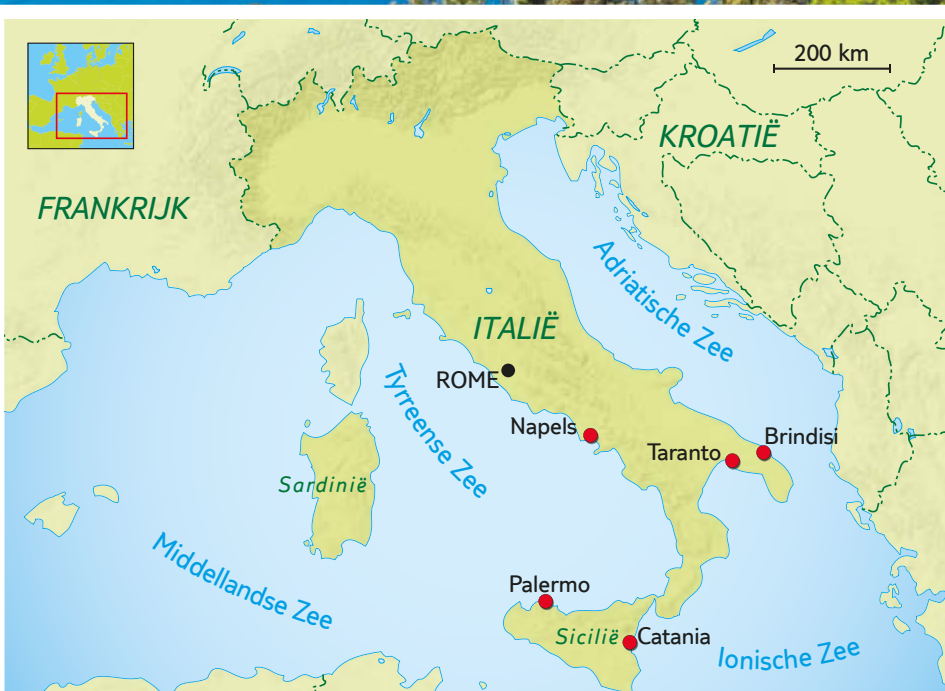 200 km
KROATIË
FRANKRIJK
Adriatische Zee
ITALIË
ROME
Tyrreense Zee
Napels
Brindisi
Taranto
Sardinië
Middellandse Zee
Palermo
Sicilië
Catania
Ionische Zee